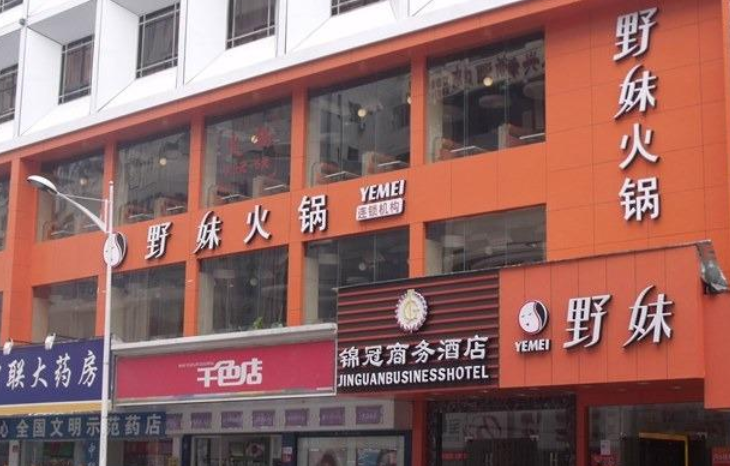 野妹火锅
野妹火锅
YEMEI
连锁机构
锦冠商务酒店
JINGUANBUSINESSHOTEL
野妹
YEMEI
千色店
联大药房
全国文明示范药店